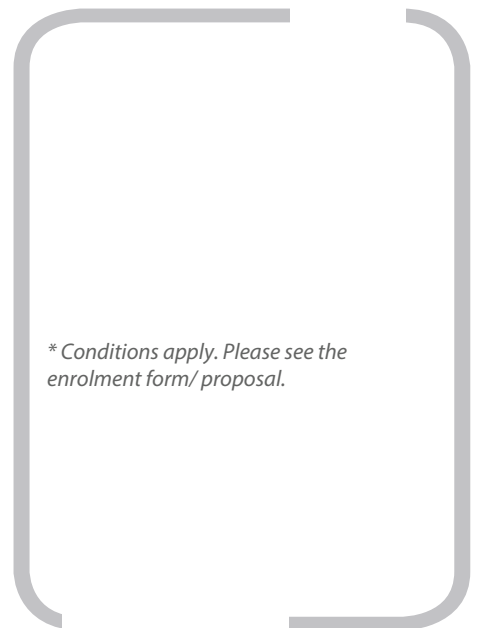 * Conditions apply. Please see the
enrolment form/ proposal.